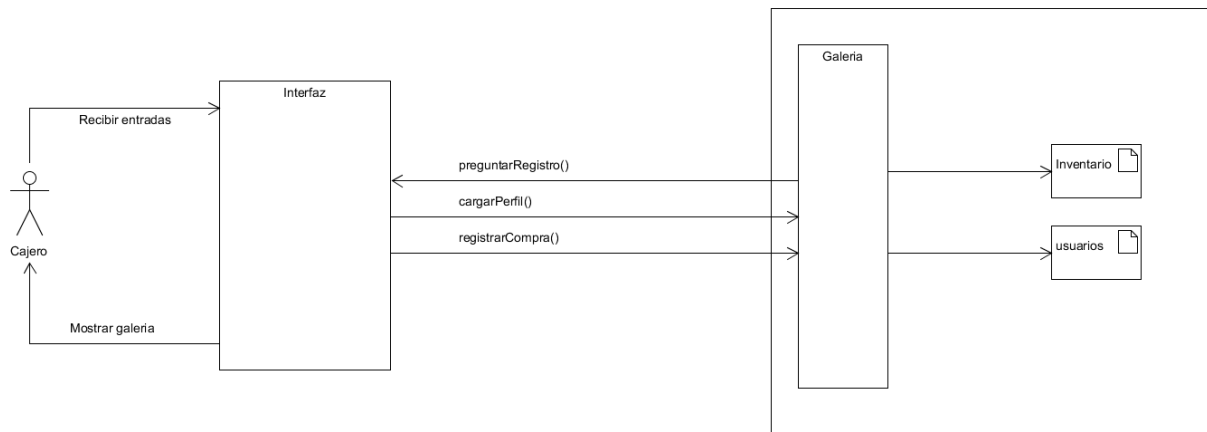 Galeria
Interfaz
Recibir entradas
preguntarRegistro()
Inventario
cargarPerfil()
registrarCompra()
usuarios
Cajero
Mostrar galeria